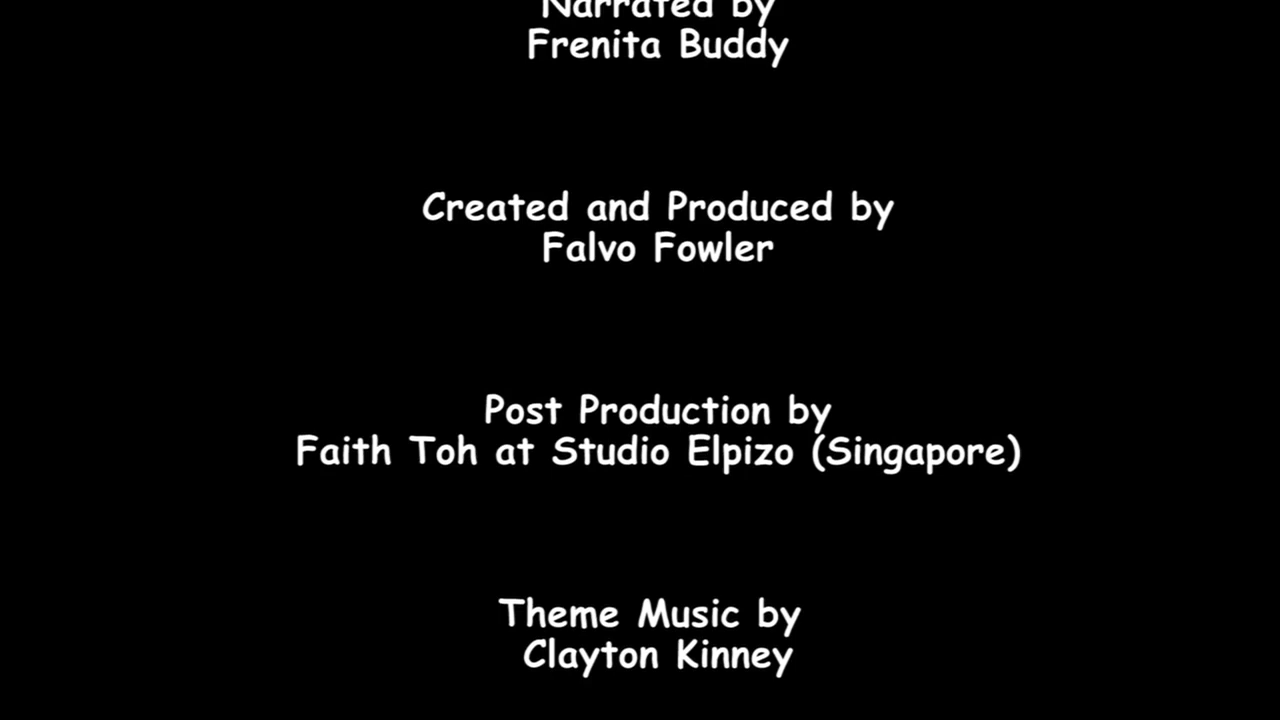 Narrated by
Frenita Buddy
Created and Produced by
Falvo Fowler
Post Production by
Faith Toh at Studio Elpizo (Singapore)
Theme Music by
Clayton Kinney